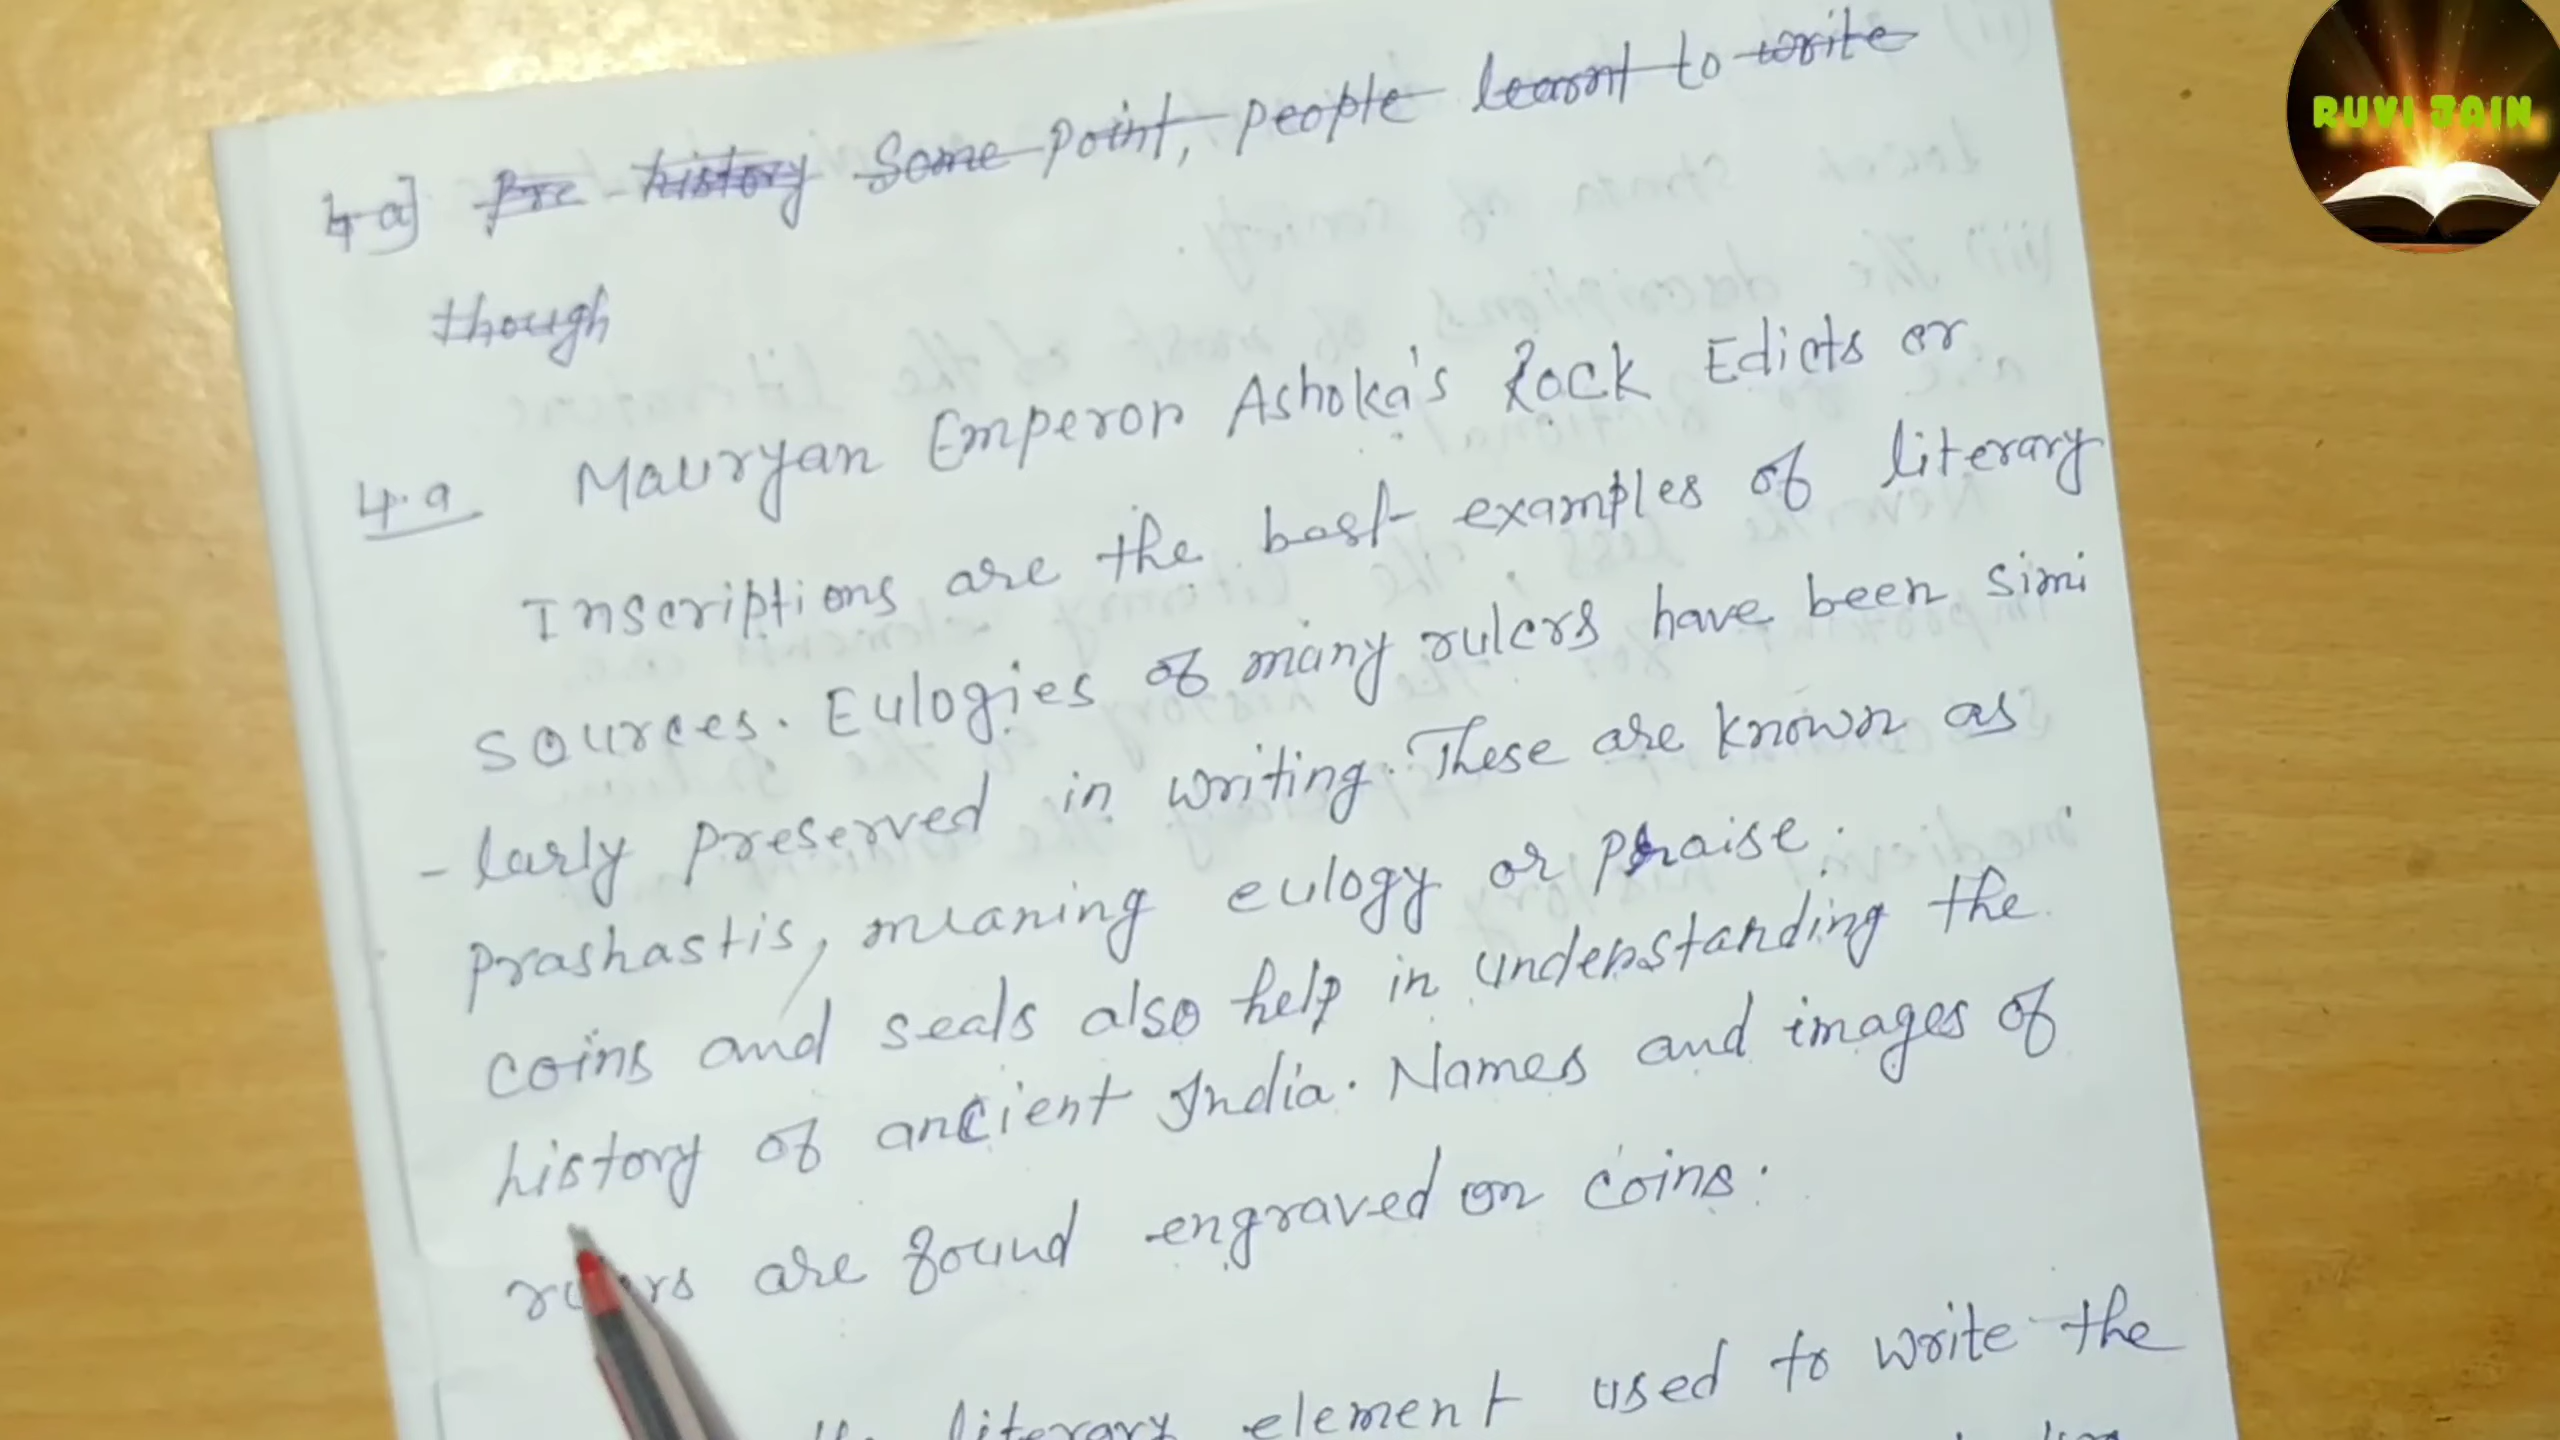 4 a] Pre-history Some point, people learnt to write
though
4.a Mauryan Emperor Ashoka's Rock Edicts or
Inscriptions are the best examples of literary
sources. Eulogies of many rulers have been simi
-larly preserved in writing. These are known as
prashastis, meaning eulogy or praise.
coins and seals also help in understanding the
history of ancient India. Names and images of
rulers are found engraved on coins.
literary element used to write the
RUVI JAIN